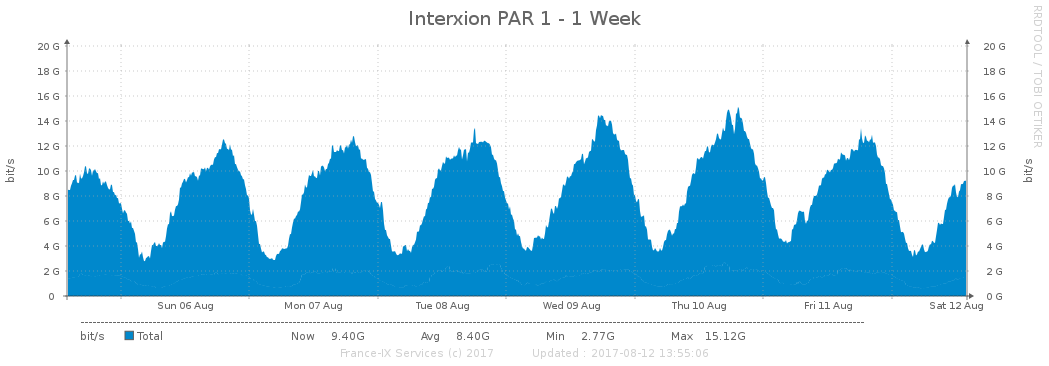 Interxion PAR 1 - 1 Week
RRDTOOL / TOBI OETIKER
20 G 20 G
18 G 18 G
16 G 16 G
14 G 14 G
12 G 12 G
10 G 10 G
8 G 8 G
6 G 6 G
4 G 4 G
2 G 2 G
0 0 G
bit/s
bit/s
Sun 06 Aug Mon 07 Aug Tue 08 Aug Wed 09 Aug Thu 10 Aug Fri 11 Aug Sat 12 Aug
bit/s Total Now 9.40G Avg 8.40G Min 2.77G Max 15.12G
France-IX Services (c) 2017 Updated : 2017-08-12 13:55:06